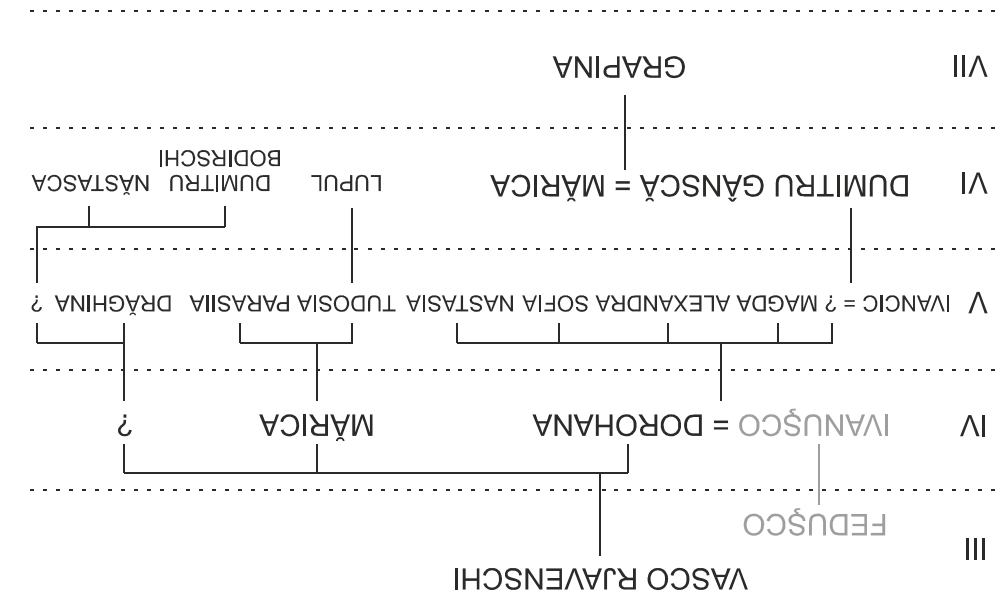 VASCO RJAVENSCHI
III
FEDUŞCO
IV IVANUŞCO = DOROHANA MĂRICA ?
V IVANCIC = ? MAGDA ALEXANDRA SOFIA NASTASIA TUDOSIA PARASIIA DRĂGHINA ?
VI DUMITRU GÂNSCĂ = MĂRICA LUPUL DUMITRU NĂSTASCA
BODIRSCHI
VII GRAPINA